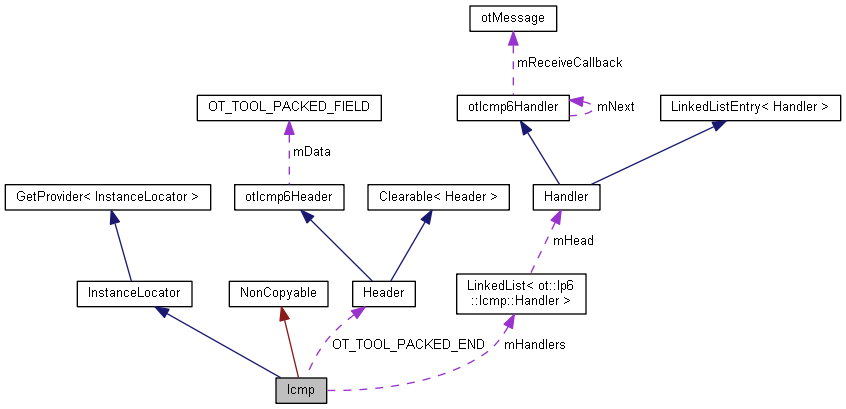 otMessage
mReceiveCallback
OT_TOOL_PACKED_FIELD
otIcmp6Handler
mNext
LinkedListEntry< Handler >
mData
GetProvider< InstanceLocator >
otIcmp6Header
Clearable< Header >
Handler
mHead
InstanceLocator
NonCopyable
Header
LinkedList< ot::Ip6
::Icmp::Handler >
OT_TOOL_PACKED_END
mHandlers
Icmp